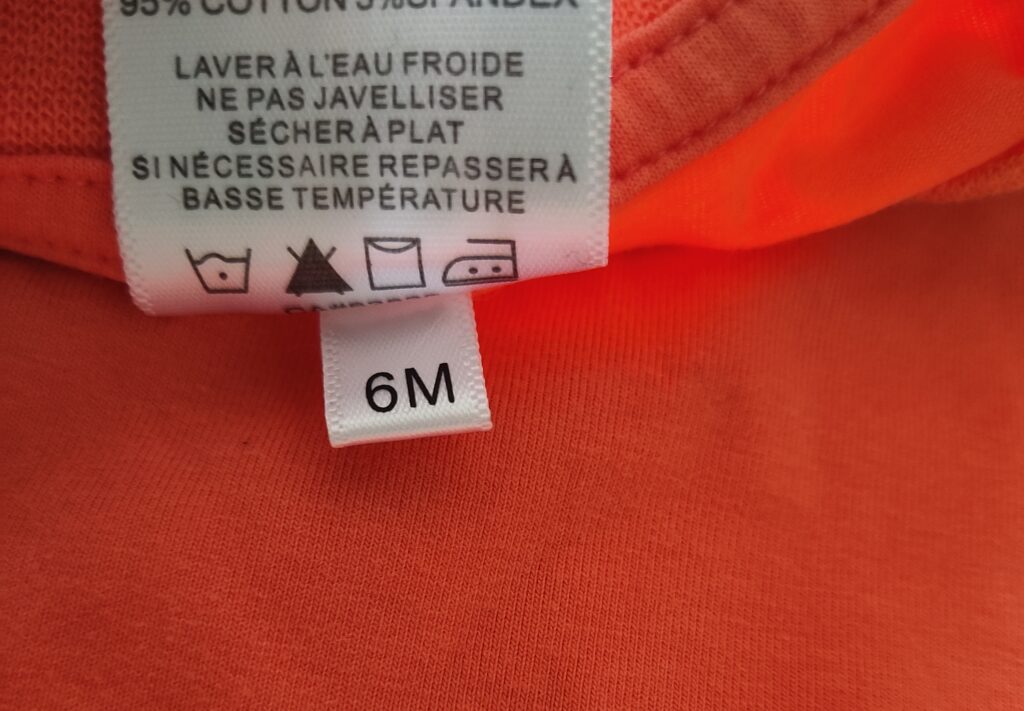 95% COTTON 5%SPANDEX
LAVER À L'EAU FROIDE
NE PAS JAVELLISER
SÉCHER À PLAT
SI NÉCESSAIRE REPASSER À
BASSE TEMPÉRATURE
6M